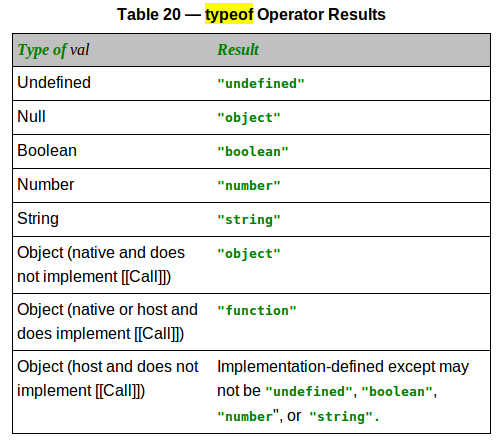 Table 20 — typeof Operator Results
Type of val Result
Undefined "undefined"
Null "object"
Boolean "boolean"
Number "number"
String "string"
Object (native and does "object"
not implement [[Call]])
Object (native or host and "function"
does implement [[Call]])
Object (host and does not Implementation-defined except may
implement [[Call]]) not be "undefined", "boolean",
"number", or "string".